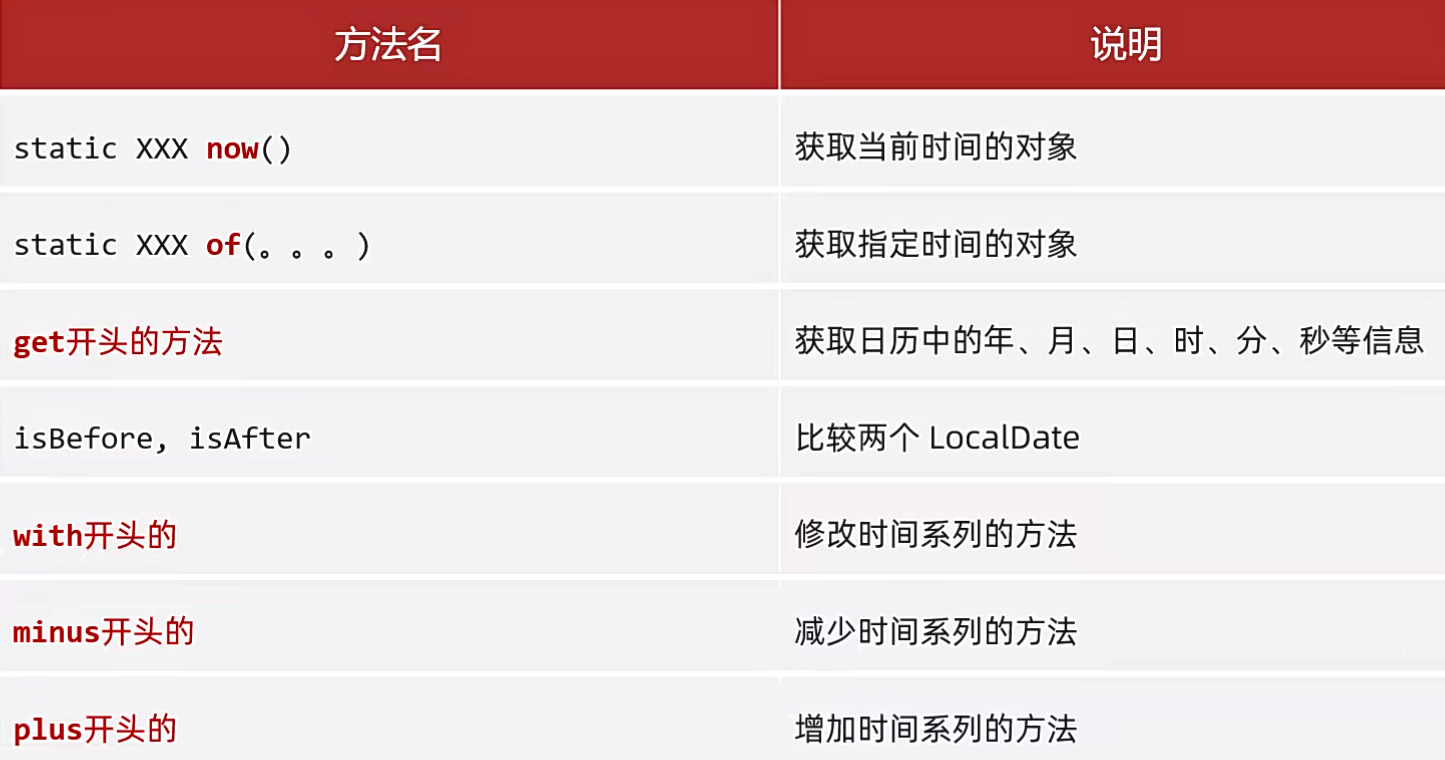 方法名 说明
static XXX now() 获取当前时间的对象
static XXX of(。。。) 获取指定时间的对象
get开头的方法 获取日历中的年、月、日、时、分、秒等信息
isBefore, isAfter 比较两个 LocalDate
with开头的 修改时间系列的方法
minus开头的 减少时间系列的方法
plus开头的 增加时间系列的方法